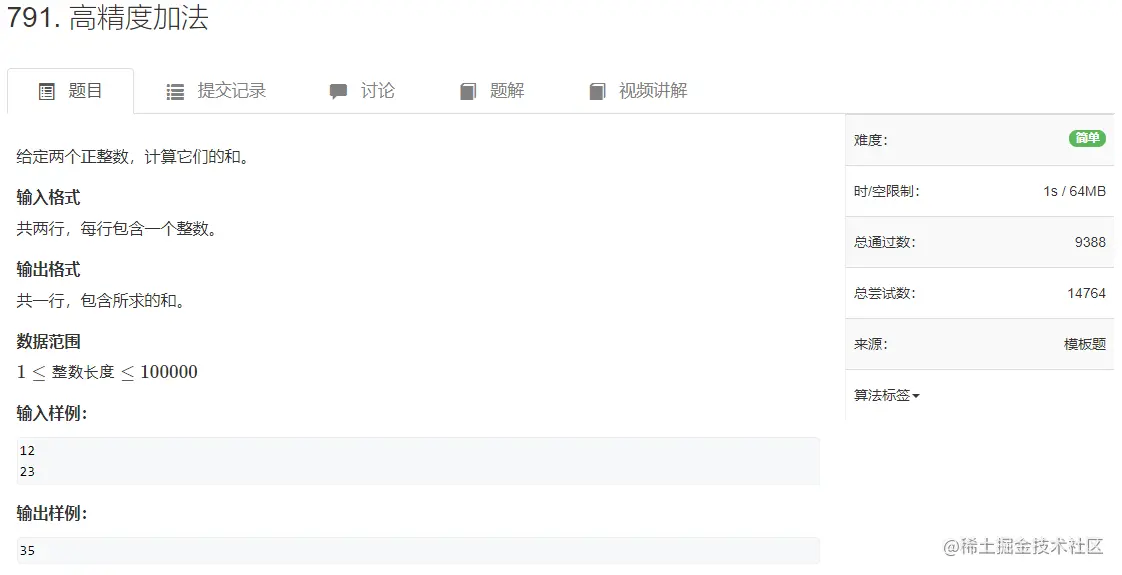 791. 高精度加法
题目 提交记录 讨论 题解 视频讲解
给定两个正整数，计算它们的和。
输入格式
共两行，每行包含一个整数。
输出格式
共一行，包含所求的和。
数据范围
1 ≤ 整数长度 ≤ 100000
输入样例：
12
23
输出样例：
35
难度： 简单
时/空限制： 1s / 64MB
总通过数： 9388
总尝试数： 14764
来源： 模板题
算法标签
@稀土掘金技术社区